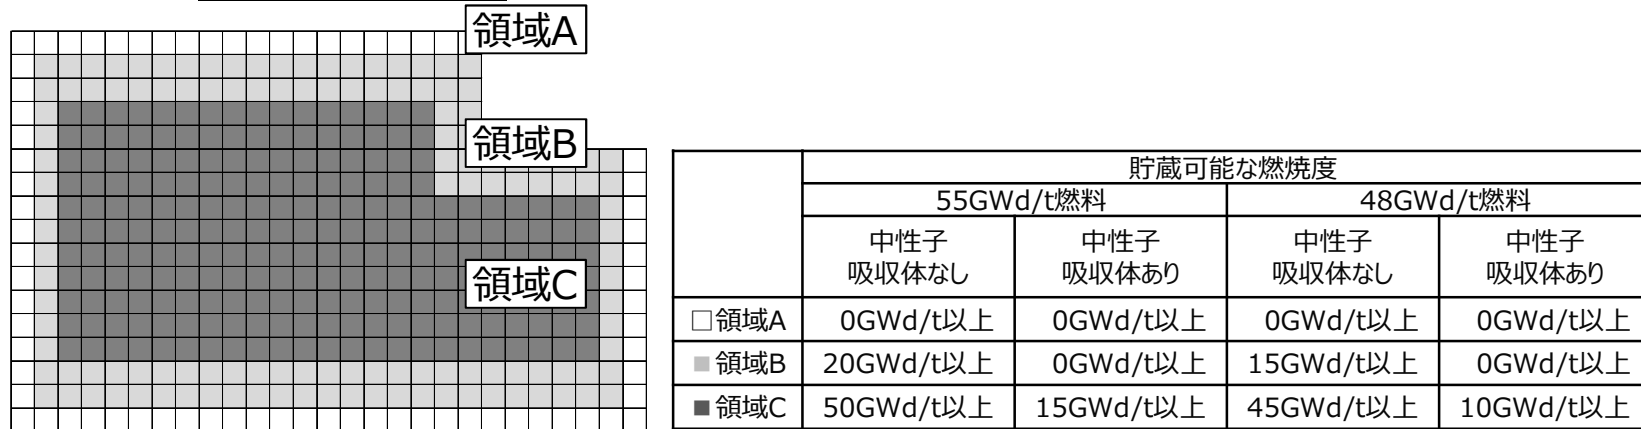 領域A
領域B
領域C
貯蔵可能な燃焼度
55GWd/t燃料 48GWd/t燃料
中性子 中性子 中性子 中性子
吸収体なし 吸収体あり 吸収体なし 吸収体あり
□領域A 0GWd/t以上 0GWd/t以上 0GWd/t以上 0GWd/t以上
■領域B 20GWd/t以上 0GWd/t以上 15GWd/t以上 0GWd/t以上
■領域C 50GWd/t以上 15GWd/t以上 45GWd/t以上 10GWd/t以上